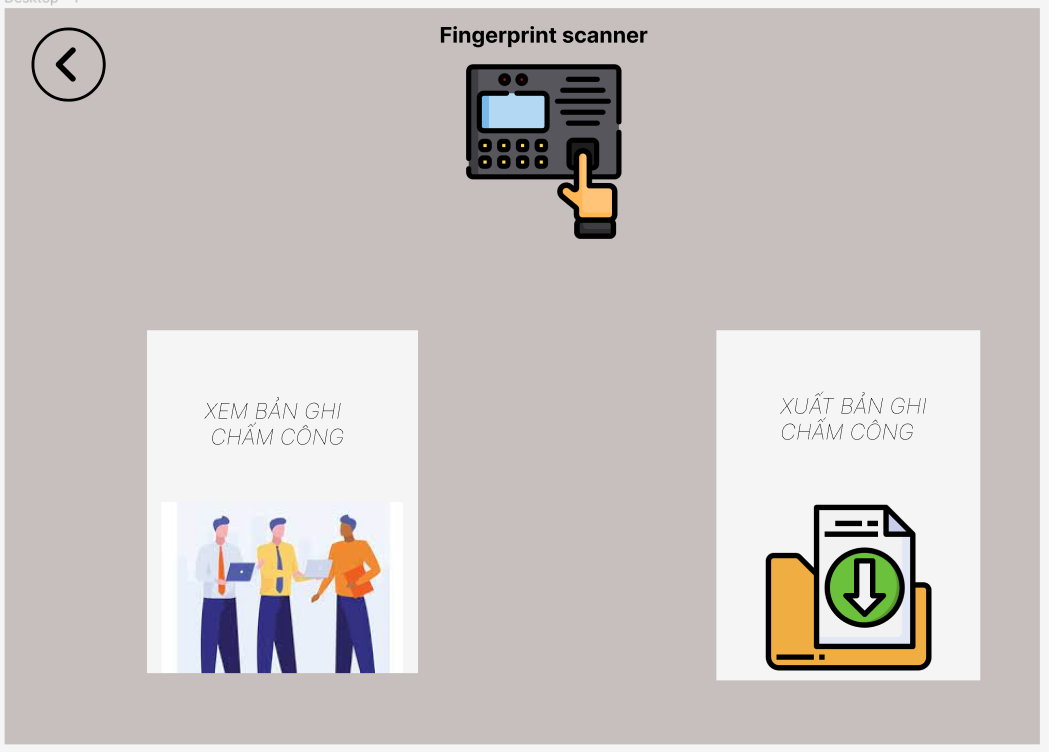 Fingerprint scanner
XEM BẢN GHI
CHẤM CÔNG
XUẤT BẢN GHI
CHẤM CÔNG